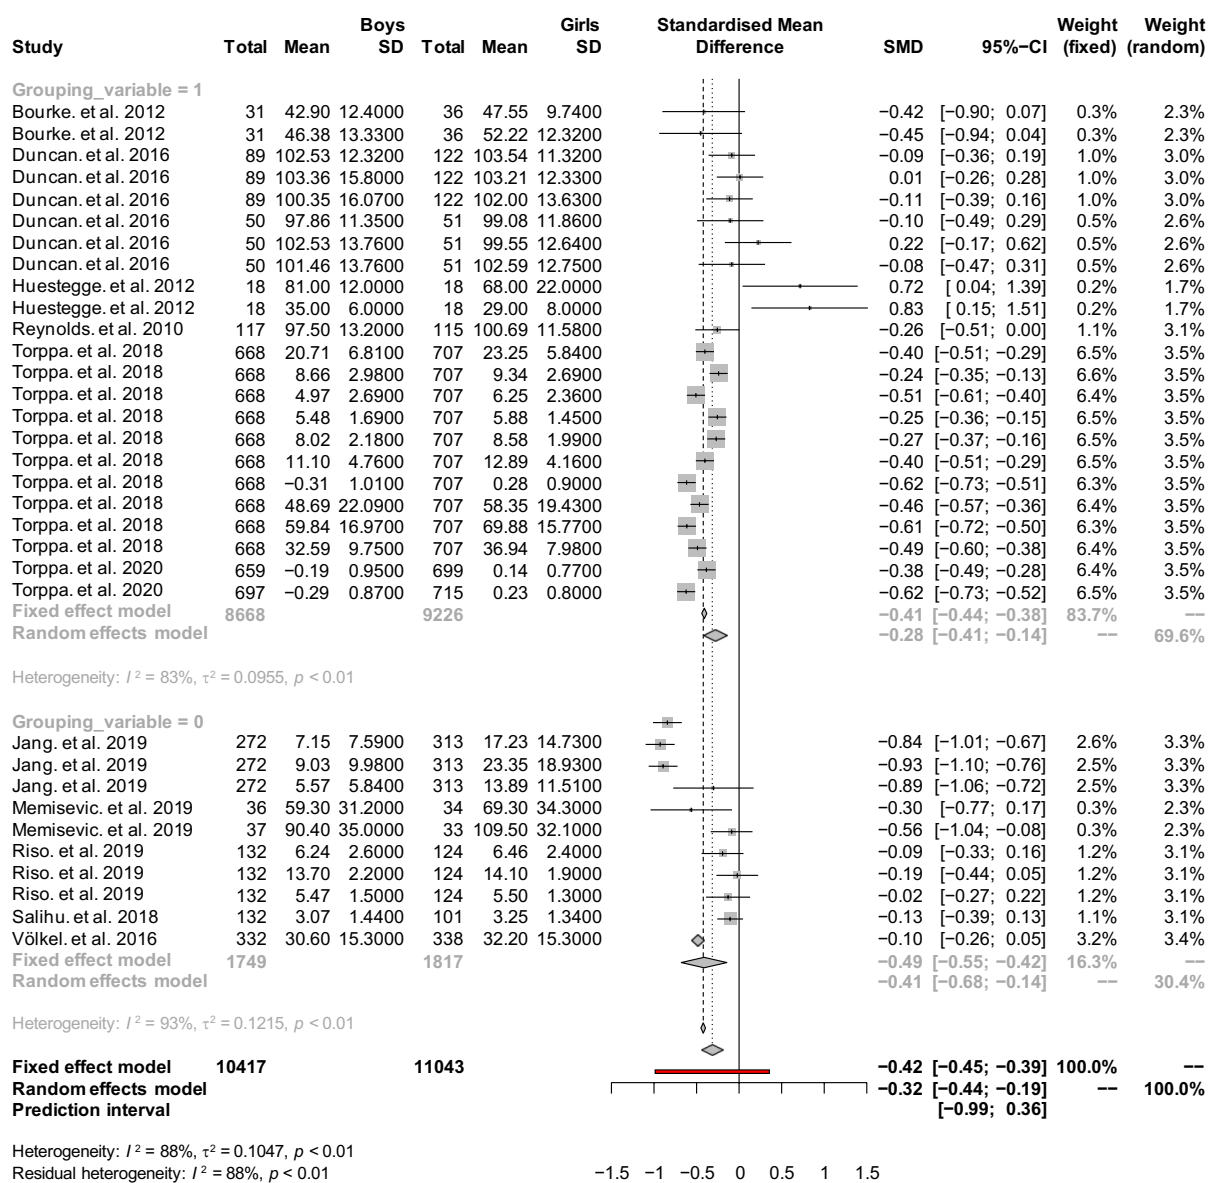 Boys Girls Standardised Mean Weight Weight
Study Total Mean SD Total Mean SD Difference SMD 95%−CI (fixed) (random)
Grouping_variable = 1
Bourke. et al. 2012 31 42.90 12.4000 36 47.55 9.7400 −0.42 [−0.90; 0.07] 0.3% 2.3%
Bourke. et al. 2012 31 46.38 13.3300 36 52.22 12.3200 −0.45 [−0.94; 0.04] 0.3% 2.3%
Duncan. et al. 2016 89 102.53 12.3200 122 103.54 11.3200 −0.09 [−0.36; 0.19] 1.0% 3.0%
Duncan. et al. 2016 89 103.36 15.8000 122 103.21 12.3300 0.01 [−0.26; 0.28] 1.0% 3.0%
Duncan. et al. 2016 89 100.35 16.0700 122 102.00 13.6300 −0.11 [−0.39; 0.16] 1.0% 3.0%
Duncan. et al. 2016 50 97.86 11.3500 51 99.08 11.8600 −0.10 [−0.49; 0.29] 0.5% 2.6%
Duncan. et al. 2016 50 102.53 13.7600 51 99.55 12.6400 0.22 [−0.17; 0.62] 0.5% 2.6%
Duncan. et al. 2016 50 101.46 13.7600 51 102.59 12.7500 −0.08 [−0.47; 0.31] 0.5% 2.6%
Huestegge. et al. 2012 18 81.00 12.0000 18 68.00 22.0000 0.72 [ 0.04; 1.39] 0.2% 1.7%
Huestegge. et al. 2012 18 35.00 6.0000 18 29.00 8.0000 0.83 [ 0.15; 1.51] 0.2% 1.7%
Reynolds. et al. 2010 117 97.50 13.2000 115 100.69 11.5800 −0.26 [−0.51; 0.00] 1.1% 3.1%
Torppa. et al. 2018 668 20.71 6.8100 707 23.25 5.8400 −0.40 [−0.51; −0.29] 6.5% 3.5%
Torppa. et al. 2018 668 8.66 2.9800 707 9.34 2.6900 −0.24 [−0.35; −0.13] 6.6% 3.5%
Torppa. et al. 2018 668 4.97 2.6900 707 6.25 2.3600 −0.51 [−0.61; −0.40] 6.4% 3.5%
Torppa. et al. 2018 668 5.48 1.6900 707 5.88 1.4500 −0.25 [−0.36; −0.15] 6.5% 3.5%
Torppa. et al. 2018 668 8.02 2.1800 707 8.58 1.9900 −0.27 [−0.37; −0.16] 6.5% 3.5%
Torppa. et al. 2018 668 11.10 4.7600 707 12.89 4.1600 −0.40 [−0.51; −0.29] 6.5% 3.5%
Torppa. et al. 2018 668 −0.31 1.0100 707 0.28 0.9000 −0.62 [−0.73; −0.51] 6.3% 3.5%
Torppa. et al. 2018 668 48.69 22.0900 707 58.35 19.4300 −0.46 [−0.57; −0.36] 6.4% 3.5%
Torppa. et al. 2018 668 59.84 16.9700 707 69.88 15.7700 −0.61 [−0.72; −0.50] 6.3% 3.5%
Torppa. et al. 2018 668 32.59 9.7500 707 36.94 7.9800 −0.49 [−0.60; −0.38] 6.4% 3.5%
Torppa. et al. 2020 659 −0.19 0.9500 699 0.14 0.7700 −0.38 [−0.49; −0.28] 6.4% 3.5%
Torppa. et al. 2020 697 −0.29 0.8700 715 0.23 0.8000 −0.62 [−0.73; −0.52] 6.5% 3.5%
Fixed effect model 8668 9226 −0.41 [−0.44; −0.38] 83.7% −−
Random effects model −0.28 [−0.41; −0.14] −− 69.6%
Heterogeneity: I² = 83%, τ² = 0.0955, p < 0.01
Grouping_variable = 0
Jang. et al. 2019 272 7.15 7.5900 313 17.23 14.7300 −0.84 [−1.01; −0.67] 2.6% 3.3%
Jang. et al. 2019 272 9.03 9.9800 313 23.35 18.9300 −0.93 [−1.10; −0.76] 2.5% 3.3%
Jang. et al. 2019 272 5.57 5.8400 313 13.89 11.5100 −0.89 [−1.06; −0.72] 2.5% 3.3%
Memisevic. et al. 2019 36 59.30 31.2000 34 69.30 34.3000 −0.30 [−0.77; 0.17] 0.3% 2.3%
Memisevic. et al. 2019 37 90.40 35.0000 33 109.50 32.1000 −0.56 [−1.04; −0.08] 0.3% 2.3%
Riso. et al. 2019 132 6.24 2.6000 124 6.46 2.4000 −0.09 [−0.33; 0.16] 1.2% 3.1%
Riso. et al. 2019 132 13.70 2.2000 124 14.10 1.9000 −0.19 [−0.44; 0.05] 1.2% 3.1%
Riso. et al. 2019 132 5.47 1.5000 124 5.50 1.3000 −0.02 [−0.27; 0.22] 1.2% 3.1%
Salihu. et al. 2018 132 3.07 1.4400 101 3.25 1.3400 −0.13 [−0.39; 0.13] 1.1% 3.1%
Völkel. et al. 2016 332 30.60 15.3000 338 32.20 15.3000 −0.10 [−0.26; 0.05] 3.2% 3.4%
Fixed effect model 1749 1817 −0.49 [−0.55; −0.42] 16.3% −−
Random effects model −0.41 [−0.68; −0.14] −− 30.4%
Heterogeneity: I² = 93%, τ² = 0.1215, p < 0.01
Fixed effect model 10417 11043 −0.42 [−0.45; −0.39] 100.0% −−
Random effects model −0.32 [−0.44; −0.19] −− 100.0%
Prediction interval [−0.99; 0.36]
Heterogeneity: I² = 88%, τ² = 0.1047, p < 0.01
Residual heterogeneity: I² = 88%, p < 0.01 −1.5 −1 −0.5 0 0.5 1 1.5